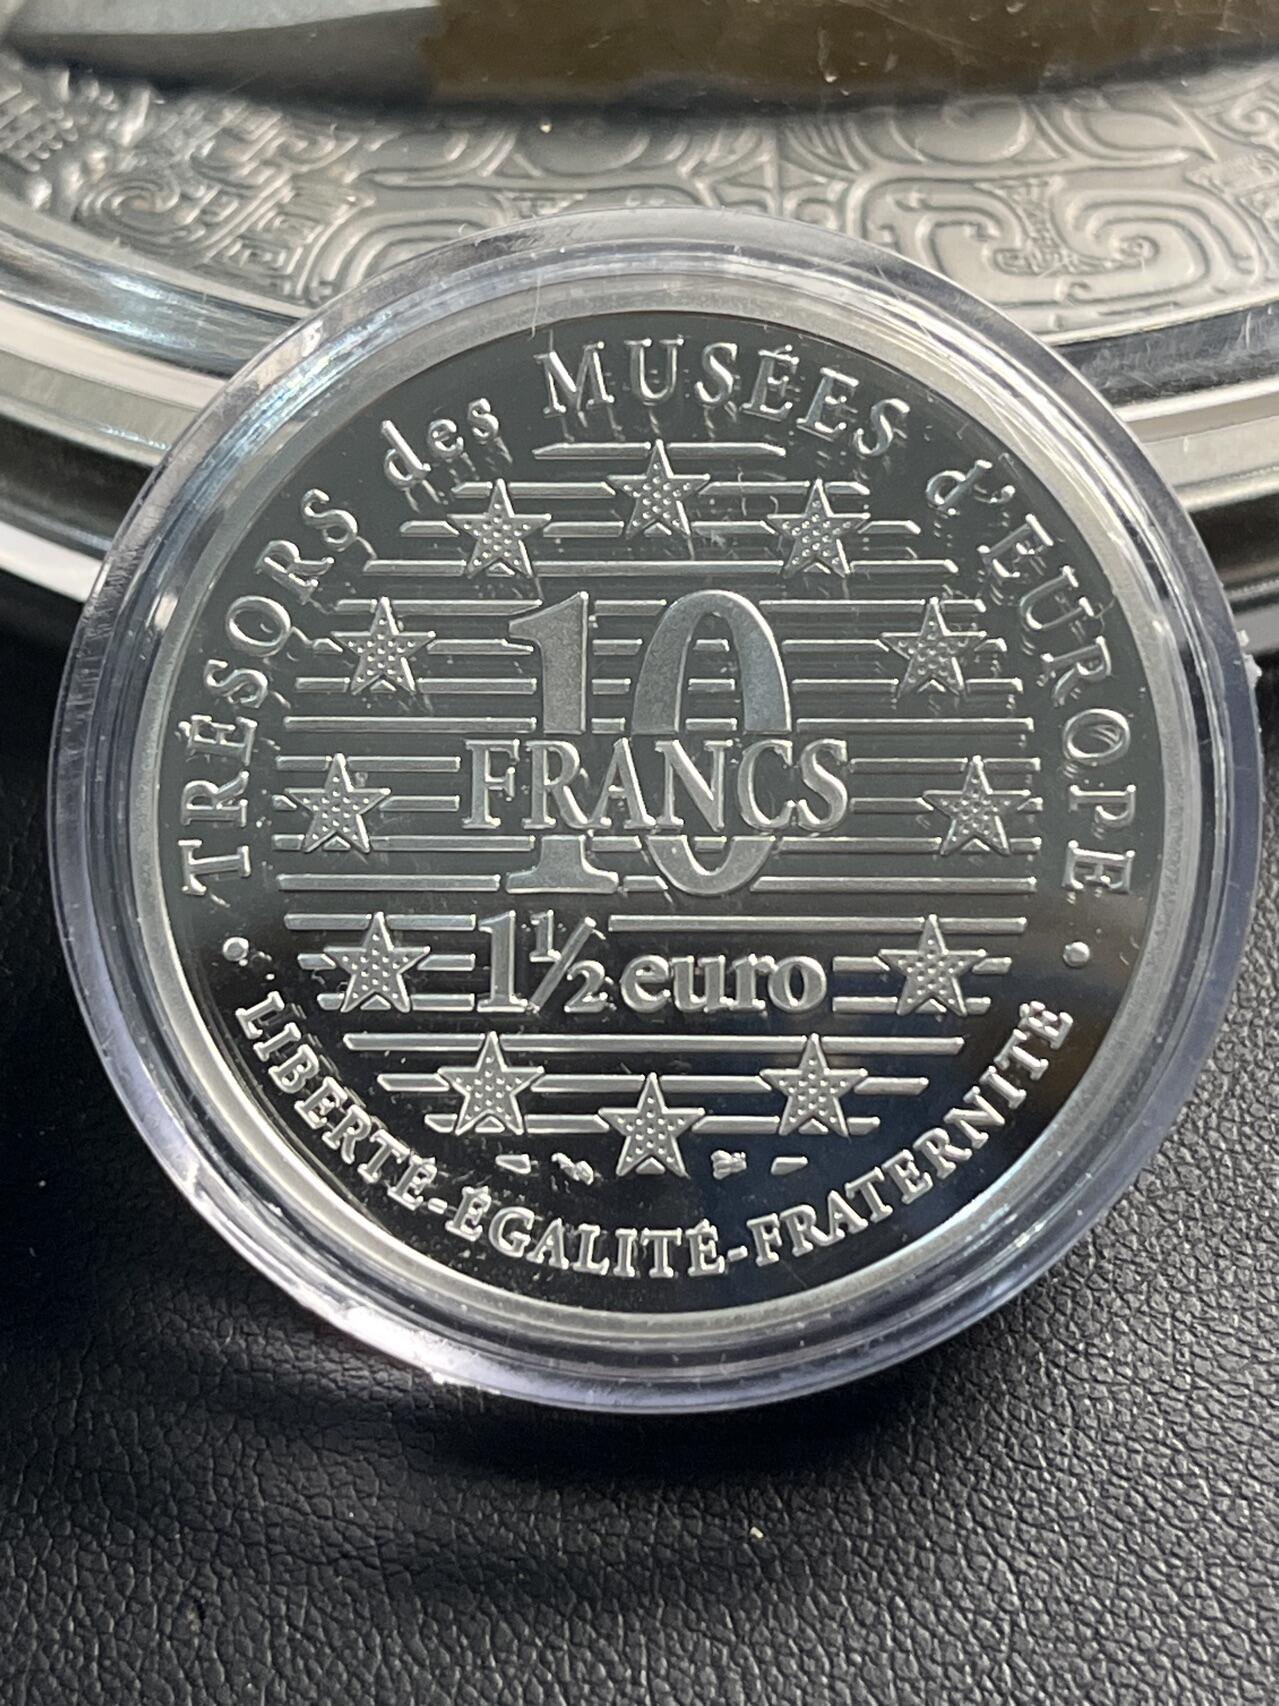 TRÉSORS des MUSÉES d'EUROPE
10
FRANCS
1½ euro
LIBERTÉ-ÉGALITÉ-FRATERNITÉ